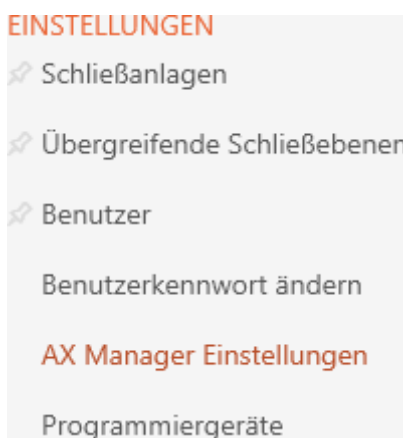 EINSTELLUNGEN
Schließanlagen
Übergreifende Schließebenen
Benutzer
Benutzerkennwort ändern
AX Manager Einstellungen
Programmiergeräte